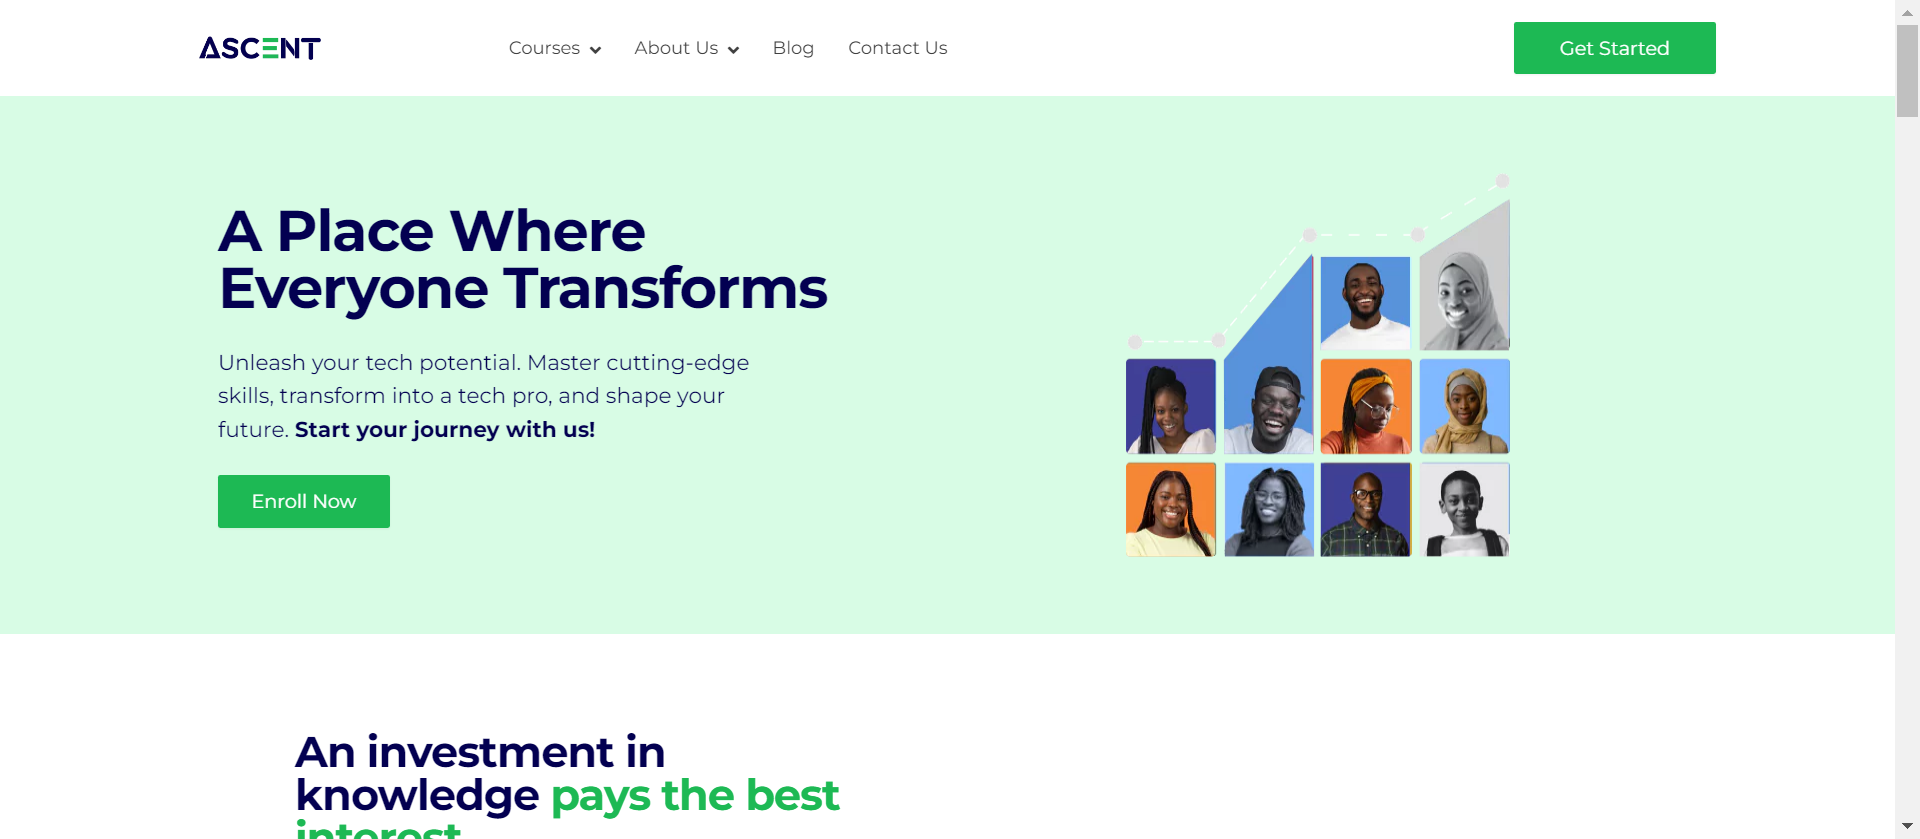 ASCENT
Courses
About Us
Blog
Contact Us
Get Started
A Place Where
Everyone Transforms
Unleash your tech potential. Master cutting-edge
skills, transform into a tech pro, and shape your
future. Start your journey with us!
Enroll Now
An investment in
knowledge pays the best
interest